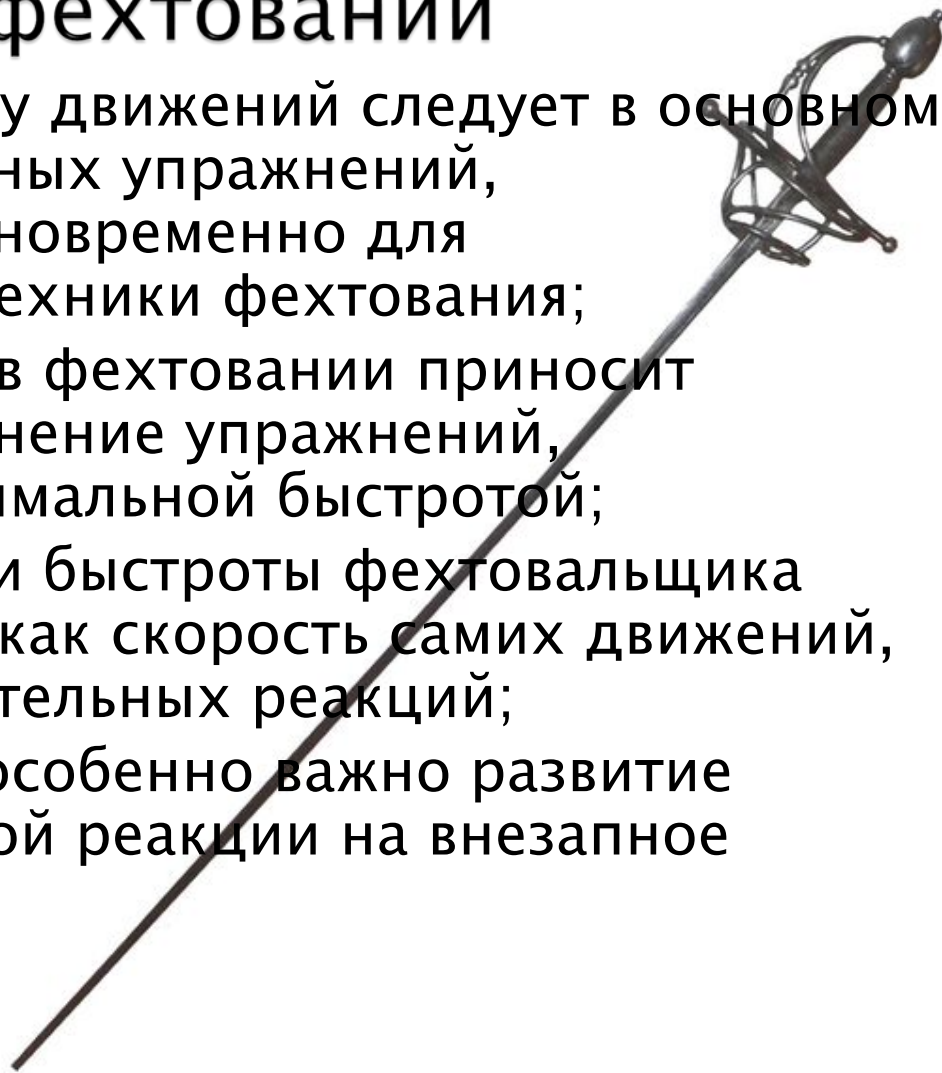 фехтовании
у движений следует в основном
ных упражнений,
новременно для
ехники фехтования;
в фехтовании приносит
нение упражнений,
имальной быстротой;
и быстроты фехтовальщика
как скорость самих движений,
тельных реакций;
особенно важно развитие
ой реакции на внезапное